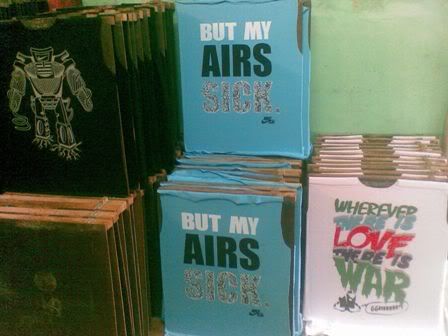 BUT MY
AIRS
SICK.
BUT MY
AIRS
SICK.
WHEREVER
THERE IS
LOVE
THERE IS
WAR